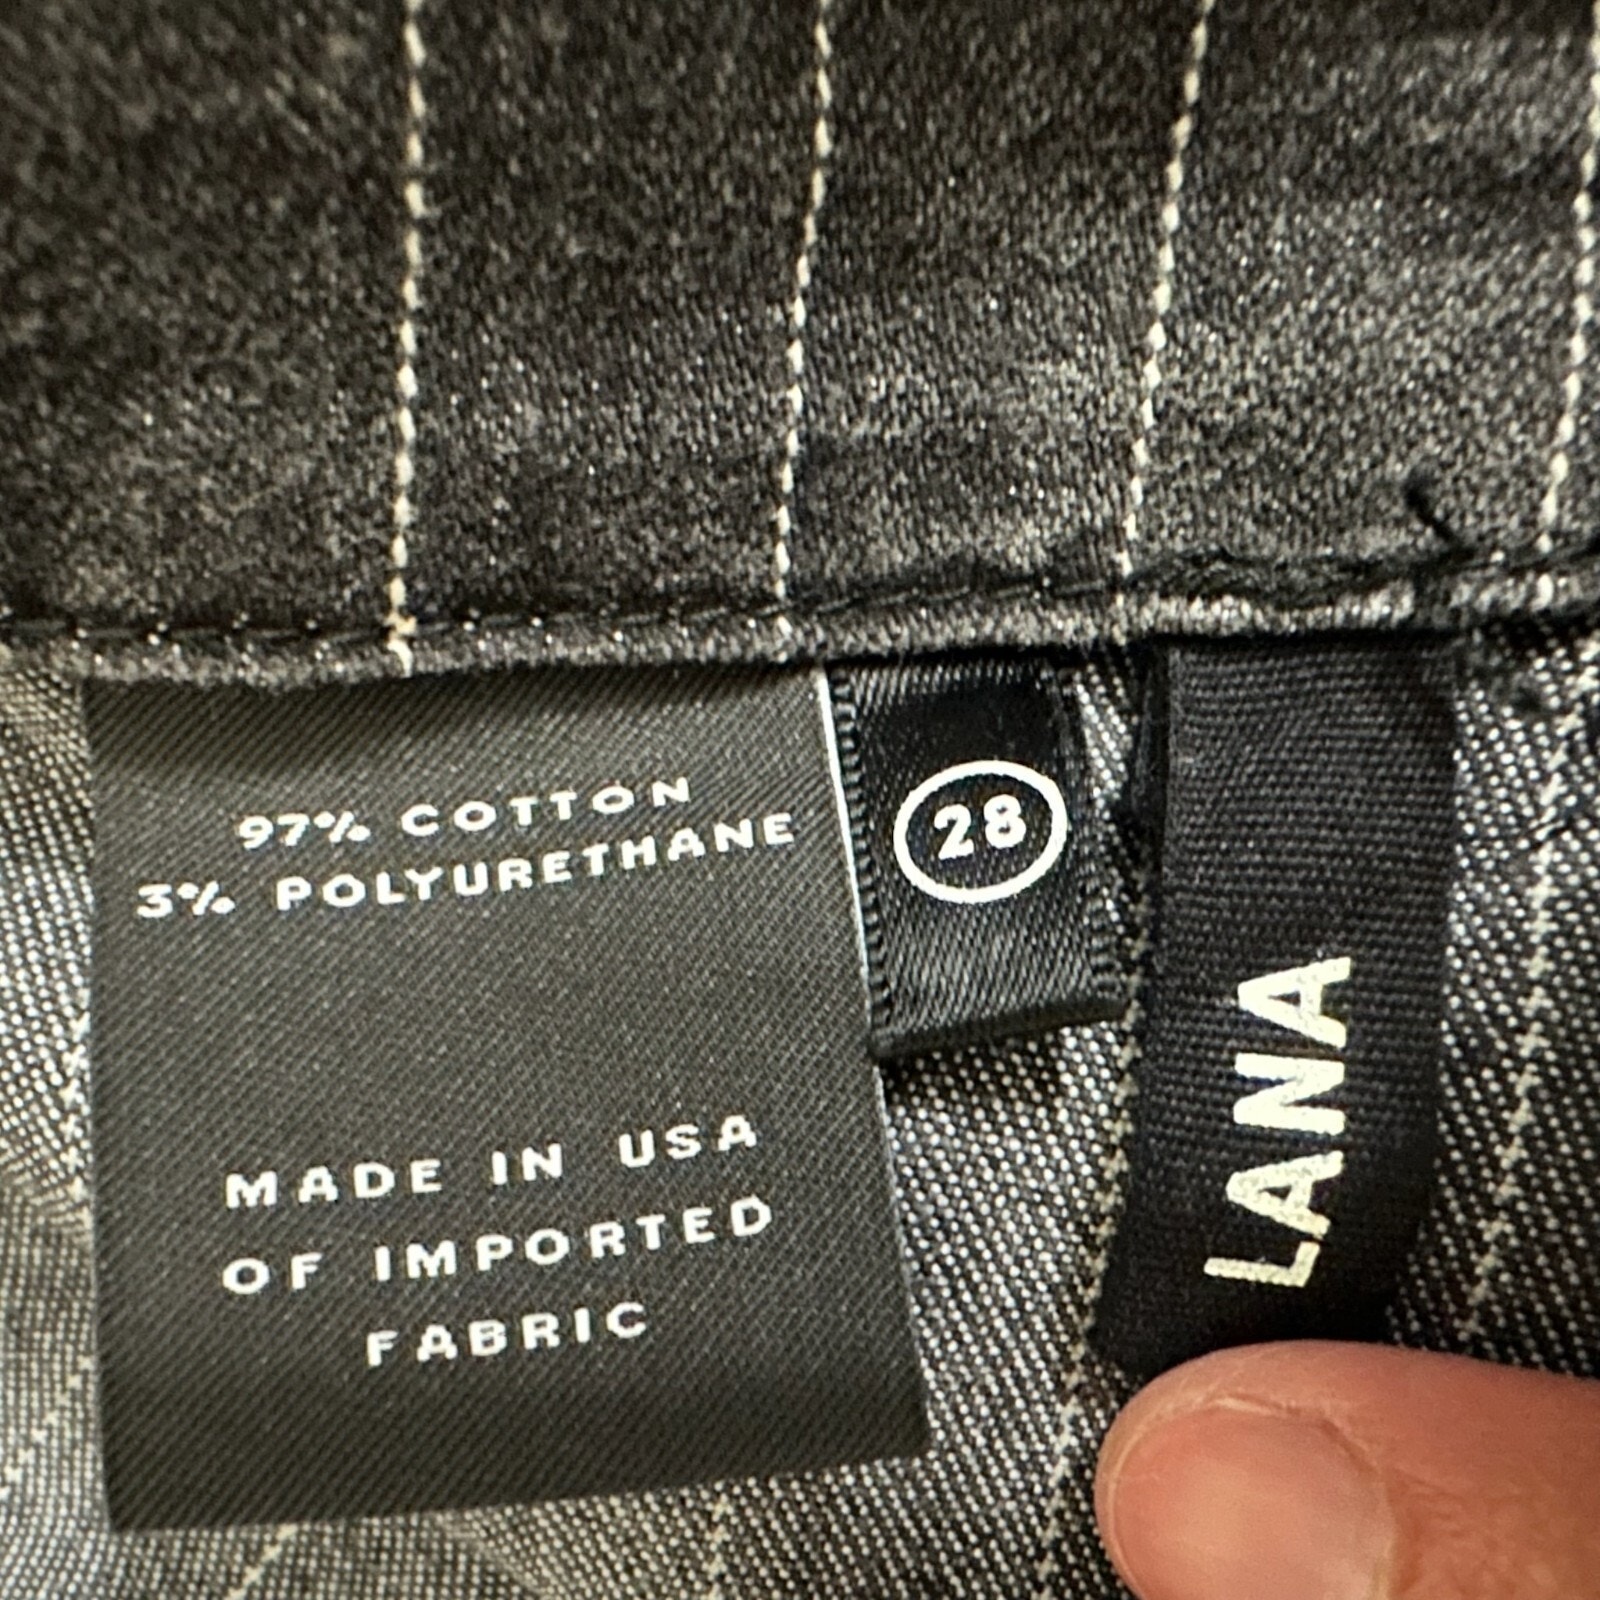 97% COTTON
3% POLYURETHANE
MADE IN USA
OF IMPORTED
FABRIC
28
LANA